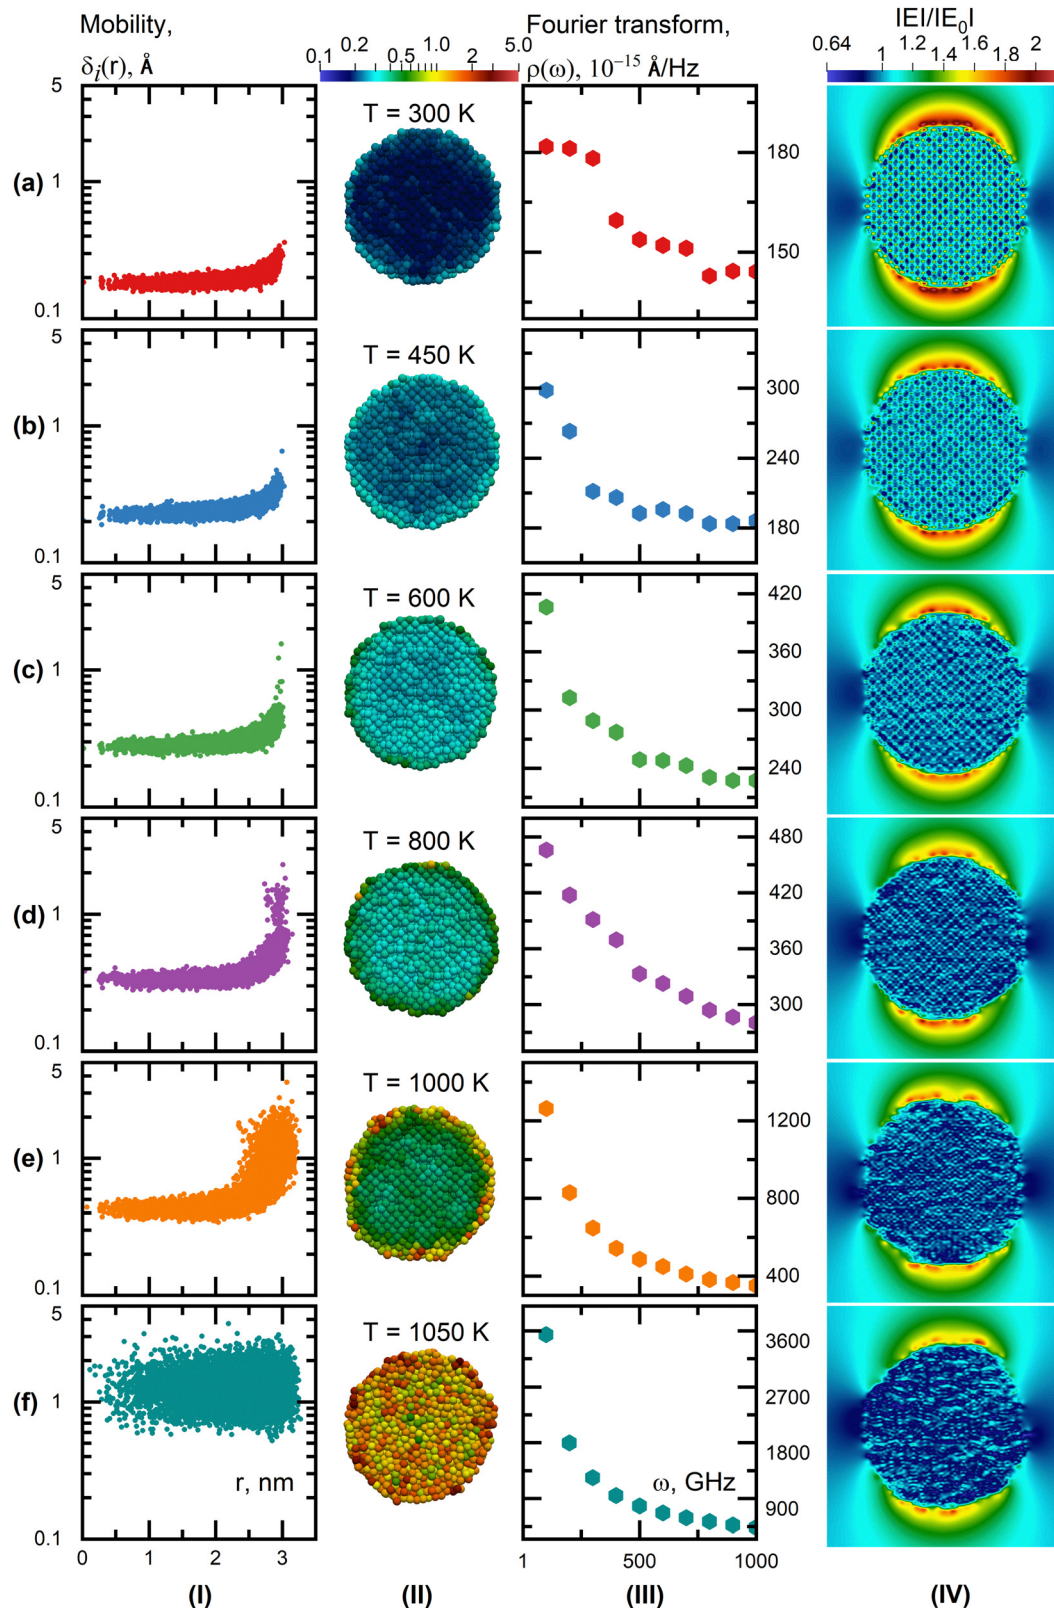 Mobility,
δi(r), Å
0.1 0.2 0.5 1.0 2 5.0
Fourier transform,
ρ(ω), 10⁻¹⁵ Å/Hz
|E|/|E₀|
0.64 1 1.2 1.4 1.6 1.8 2
(a)
5
1
0.1
T = 300 K
180
150
(b)
5
1
0.1
T = 450 K
300
240
180
(c)
5
1
0.1
T = 600 K
420
360
300
240
(d)
5
1
0.1
T = 800 K
480
420
360
300
(e)
5
1
0.1
T = 1000 K
1200
800
400
(f)
5
1
0.1
r, nm
T = 1050 K
ω, GHz
3600
2700
1800
900
0 1 2 3
1 500 1000
(I) (II) (III) (IV)